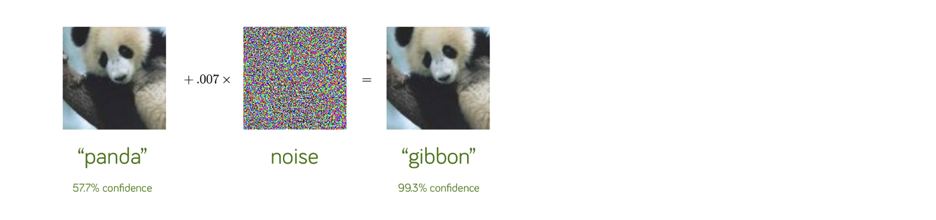 + .007 ×
=
“panda”
noise
“gibbon”
57.7% confidence
99.3% confidence